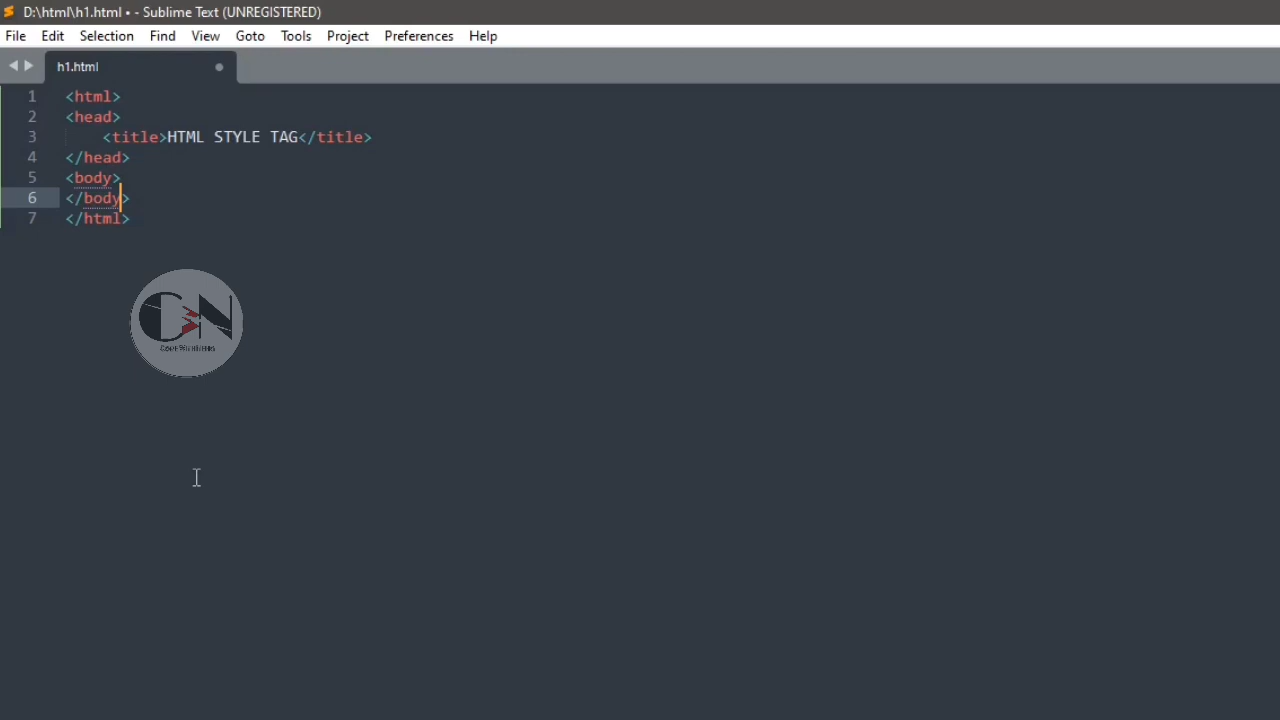 D:\html\h1.html • - Sublime Text (UNREGISTERED)
File Edit Selection Find View Goto Tools Project Preferences Help
h1.html
1 <html>
2 <head>
3 <title>HTML STYLE TAG</title>
4 </head>
5 <body>
6 </body>
7 </html>